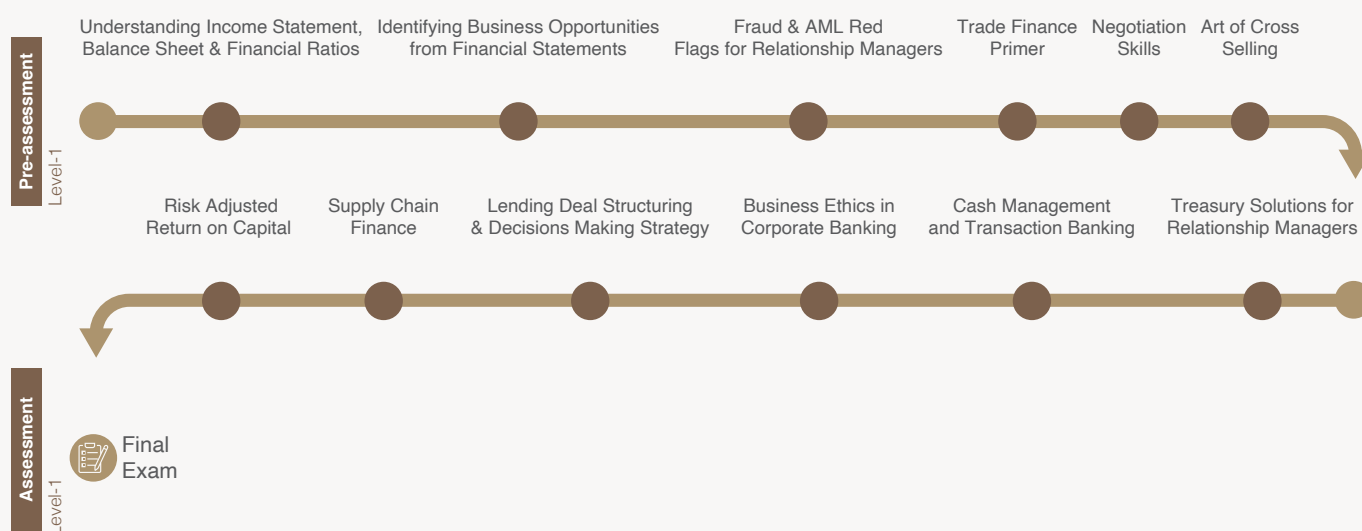 Understanding Income Statement,
Balance Sheet & Financial Ratios
Identifying Business Opportunities
from Financial Statements
Fraud & AML Red
Flags for Relationship Managers
Trade Finance
Primer
Negotiation
Skills
Art of Cross
Selling
Pre-assessment
Level-1
Risk Adjusted
Return on Capital
Supply Chain
Finance
Lending Deal Structuring
& Decisions Making Strategy
Business Ethics in
Corporate Banking
Cash Management
and Transaction Banking
Treasury Solutions for
Relationship Managers
Assessment
Level-1
Final
Exam